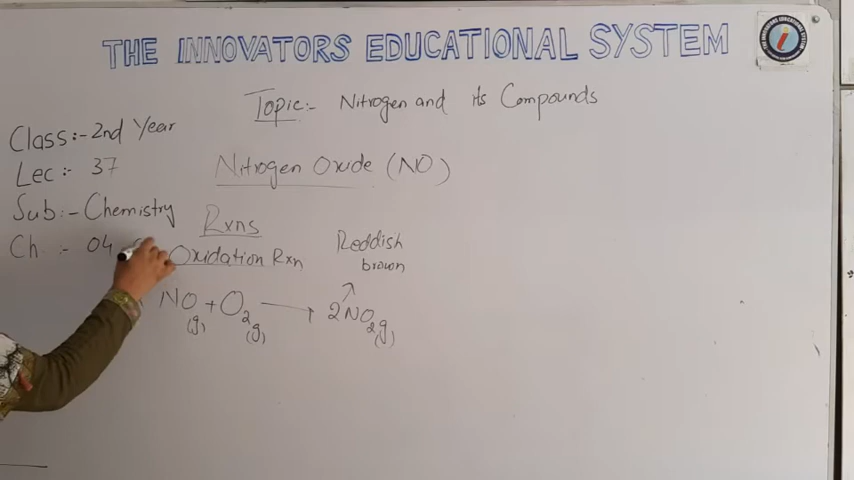 THE INNOVATORS EDUCATIONAL SYSTEM
Topic:- Nitrogen and its Compounds
Class:- 2nd Year
Lec:- 37
Sub:- Chemistry
Ch:- 04
Nitrogen Oxide (NO)
Rxns
Oxidation Rxn
Reddish
brown
NO(g) + O2(g) → 2NO2g(g)